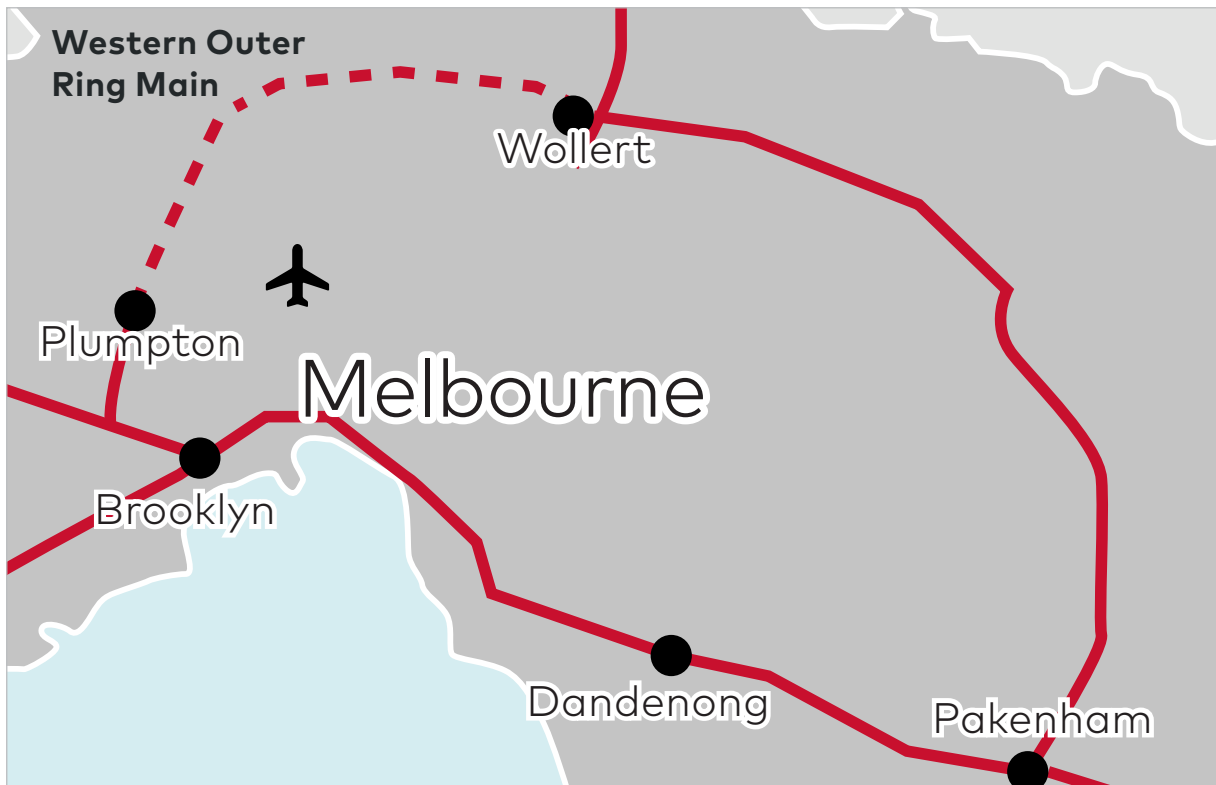 Western Outer
Ring Main
Wollert
Plumpton
Melbourne
Brooklyn
Dandenong
Pakenham